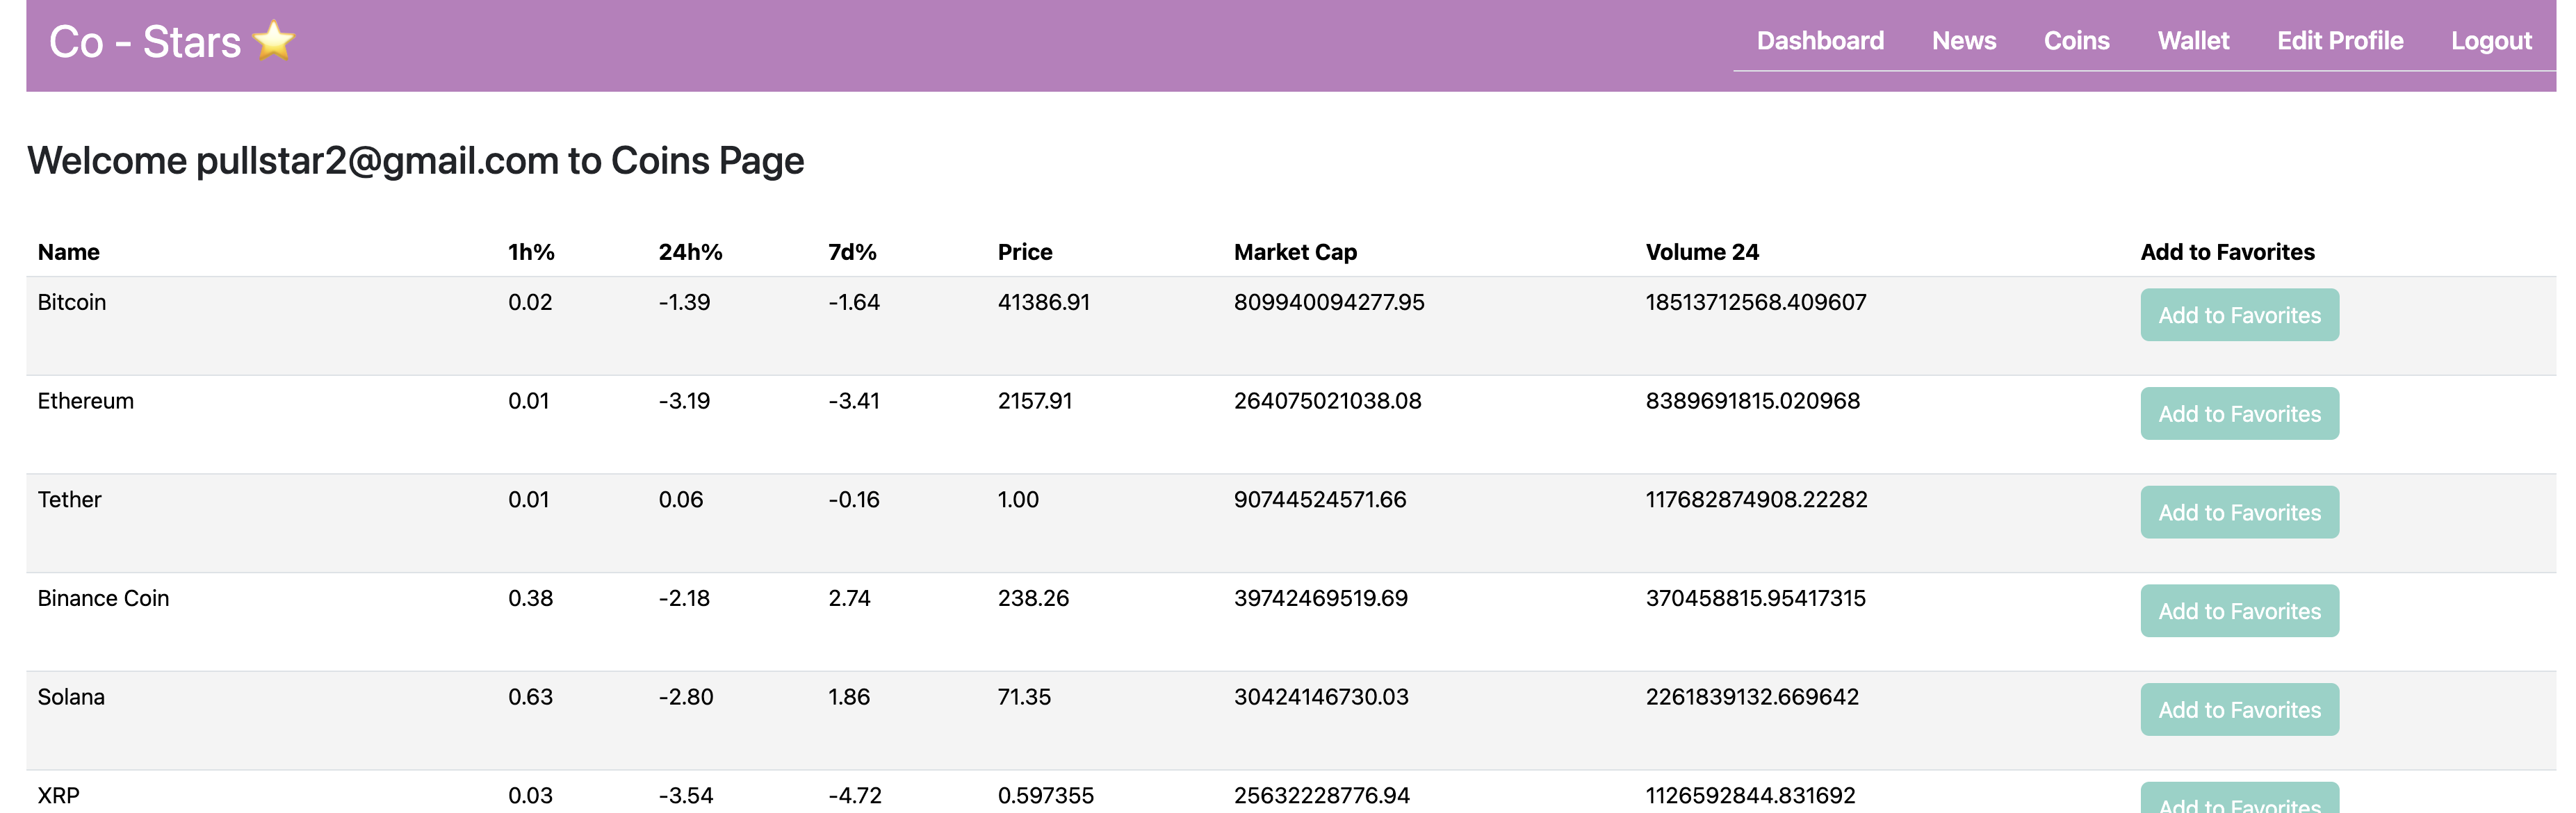 Co - Stars ⭐ Dashboard News Coins Wallet Edit Profile Logout
Welcome pullstar2@gmail.com to Coins Page
Name 1h% 24h% 7d% Price Market Cap Volume 24 Add to Favorites
Bitcoin 0.02 -1.39 -1.64 41386.91 809940094277.95 18513712568.409607 Add to Favorites
Ethereum 0.01 -3.19 -3.41 2157.91 264075021038.08 8389691815.020968 Add to Favorites
Tether 0.01 0.06 -0.16 1.00 90744524571.66 117682874908.22282 Add to Favorites
Binance Coin 0.38 -2.18 2.74 238.26 39742469519.69 370458815.95417315 Add to Favorites
Solana 0.63 -2.80 1.86 71.35 30424146730.03 2261839132.669642 Add to Favorites
XRP 0.03 -3.54 -4.72 0.597355 25632228776.94 1126592844.831692 Add to Favorites